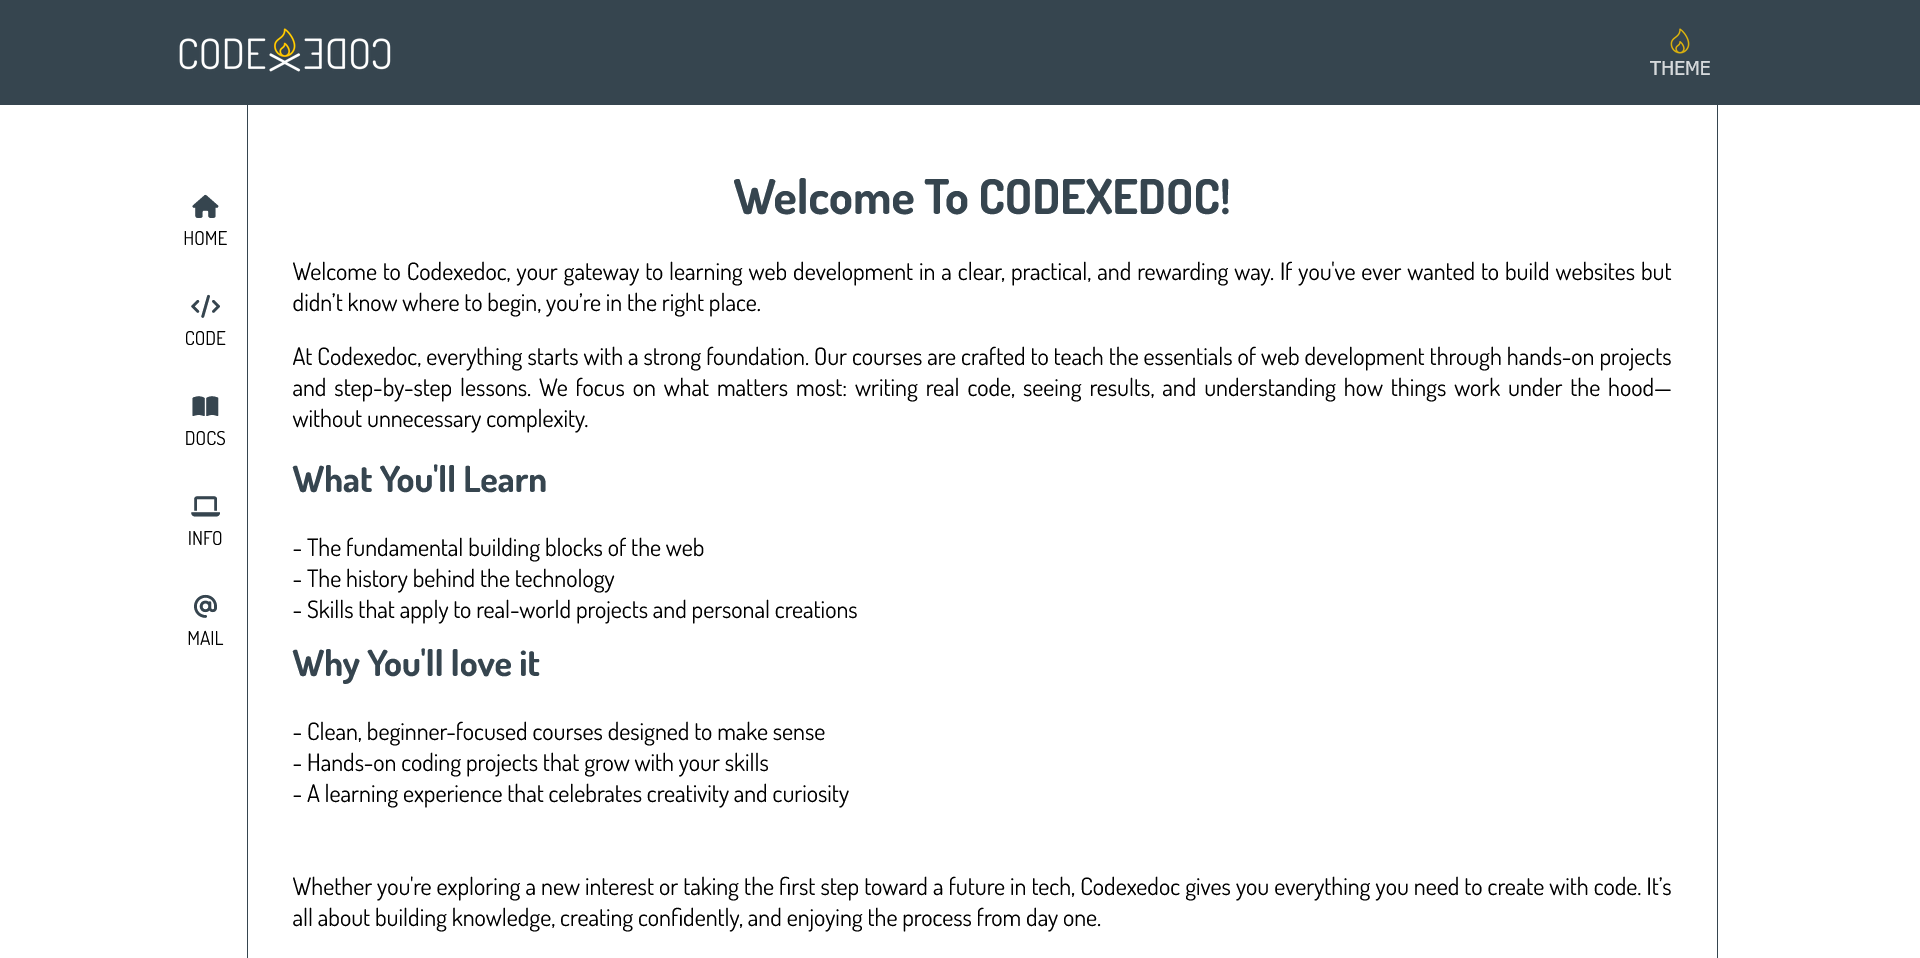 CODEXEDOC
THEME
HOME
CODE
DOCS
INFO
MAIL
Welcome To CODEXEDOC!
Welcome to Codexedoc, your gateway to learning web development in a clear, practical, and rewarding way. If you've ever wanted to build websites but
didn’t know where to begin, you’re in the right place.
At Codexedoc, everything starts with a strong foundation. Our courses are crafted to teach the essentials of web development through hands-on projects
and step-by-step lessons. We focus on what matters most: writing real code, seeing results, and understanding how things work under the hood—
without unnecessary complexity.
What You'll Learn
- The fundamental building blocks of the web
- The history behind the technology
- Skills that apply to real-world projects and personal creations
Why You'll love it
- Clean, beginner-focused courses designed to make sense
- Hands-on coding projects that grow with your skills
- A learning experience that celebrates creativity and curiosity
Whether you're exploring a new interest or taking the first step toward a future in tech, Codexedoc gives you everything you need to create with code. It’s
all about building knowledge, creating confidently, and enjoying the process from day one.